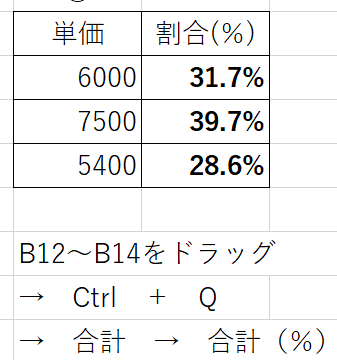 単価 割合(%)
6000 31.7%
7500 39.7%
5400 28.6%
B12～B14をドラッグ
→ Ctrl + Q
→ 合計 → 合計（%）